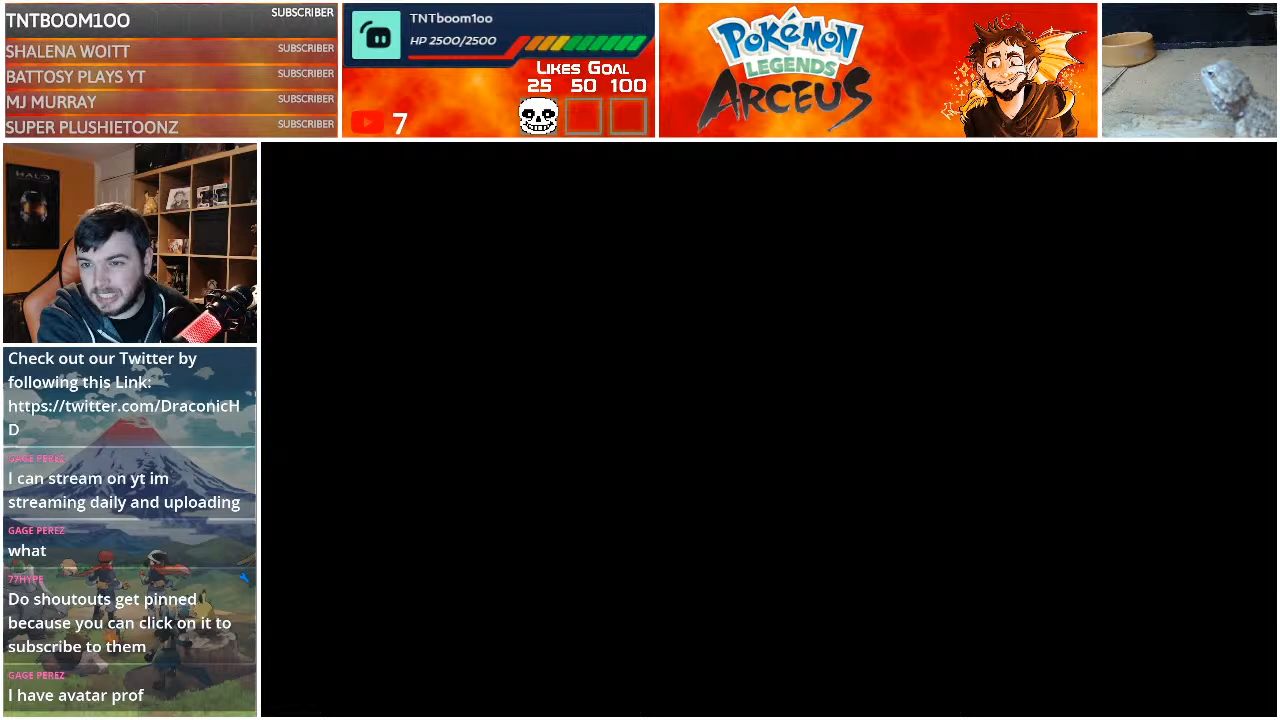 TNTBOOM1OO
SUBSCRIBER
SHALENA WOITT
SUBSCRIBER
BATTOSY PLAYS YT
SUBSCRIBER
MJ MURRAY
SUBSCRIBER
SUPER PLUSHIETOONZ
SUBSCRIBER
TNTboom1oo
HP 2500/2500
LIKES GOAL
25 50 100
7
POKéMON
LEGENDS
ARCEUS
HALO
Check out our Twitter by
following this Link:
https://twitter.com/DraconicH
D
GAGE PEREZ
I can stream on yt im
streaming daily and uploading
GAGE PEREZ
what
77HYPE
Do shoutouts get pinned
because you can click on it to
subscribe to them
GAGE PEREZ
I have avatar prof